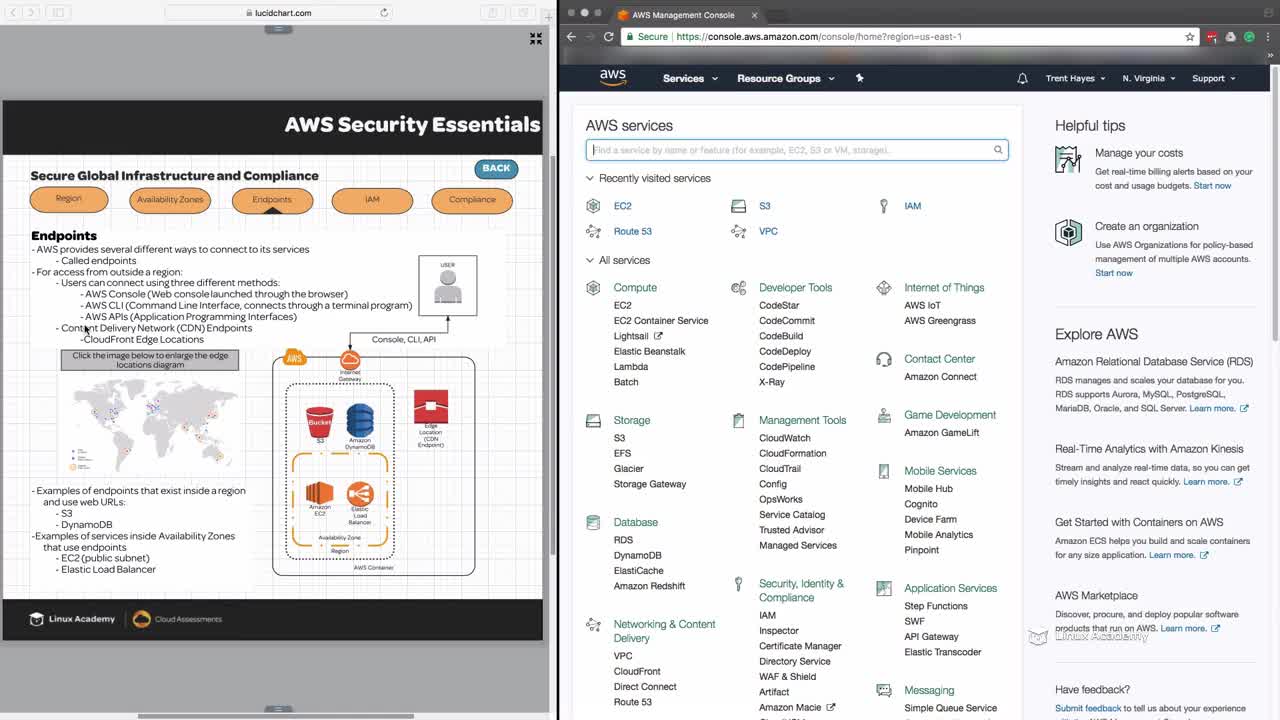 lucidchart.com
AWS Security Essentials
BACK
Secure Global Infrastructure and Compliance
Region
Availability Zones
Endpoints
IAM
Compliance
Endpoints
- AWS provides several different ways to connect to its services
- Called endpoints
- For access from outside a region:
- Users can connect using three different methods:
- AWS Console (Web console launched through the browser)
- AWS CLI (Command Line Interface, connects through a terminal program)
- AWS APIs (Application Programming Interfaces)
- Content Delivery Network (CDN) Endpoints
-CloudFront Edge Locations
Click the image below to enlarge the edge
locations diagram
USER
Console, CLI, API
AWS
Internet
Gateway
Bucket
S3
Amazon
DynamoDB
Edge
Location
(CDN
Endpoint)
Amazon
EC2
Elastic
Load
Balancer
Availability Zone
Region
AWS Container
- Examples of endpoints that exist inside a region
and use web URLs:
- S3
- DynamoDB
-Examples of services inside Availability Zones
that use endpoints
- EC2 (public subnet)
- Elastic Load Balancer
Linux Academy
Cloud Assessments
AWS Management Console
Secure
https://console.aws.amazon.com/console/home?region=us-east-1
aws
Services
Resource Groups
Trent Hayes
N. Virginia
Support
AWS services
Find a service by name or feature (for example, EC2, S3 or VM, storage).
Recently visited services
EC2
S3
IAM
Route 53
VPC
All services
Compute
EC2
EC2 Container Service
Lightsail
Elastic Beanstalk
Lambda
Batch
Storage
S3
EFS
Glacier
Storage Gateway
Database
RDS
DynamoDB
ElastiCache
Amazon Redshift
Networking & Content
Delivery
VPC
CloudFront
Direct Connect
Route 53
Developer Tools
CodeStar
CodeCommit
CodeBuild
CodeDeploy
CodePipeline
X-Ray
Management Tools
CloudWatch
CloudFormation
CloudTrail
Config
OpsWorks
Service Catalog
Trusted Advisor
Managed Services
Security, Identity &
Compliance
IAM
Inspector
Certificate Manager
Directory Service
WAF & Shield
Artifact
Amazon Macie
Internet of Things
AWS IoT
AWS Greengrass
Contact Center
Amazon Connect
Game Development
Amazon GameLift
Mobile Services
Mobile Hub
Cognito
Device Farm
Mobile Analytics
Pinpoint
Application Services
Step Functions
SWF
API Gateway
Elastic Transcoder
Messaging
Simple Queue Service
Helpful tips
Manage your costs
Get real-time billing alerts based on your
cost and usage budgets. Start now
Create an organization
Use AWS Organizations for policy-based
management of multiple AWS accounts.
Start now
Explore AWS
Amazon Relational Database Service (RDS)
RDS manages and scales your database for you.
RDS supports Aurora, MySQL, PostgreSQL,
MariaDB, Oracle, and SQL Server. Learn more.
Real-Time Analytics with Amazon Kinesis
Stream and analyze real-time data, so you can get
timely insights and react quickly. Learn more.
Get Started with Containers on AWS
Amazon ECS helps you build and scale containers
for any size application. Learn more.
AWS Marketplace
Discover, procure, and deploy popular software
products that run on AWS. Learn more.
Linux Academy
Have feedback?
Submit feedback to tell us about your experience